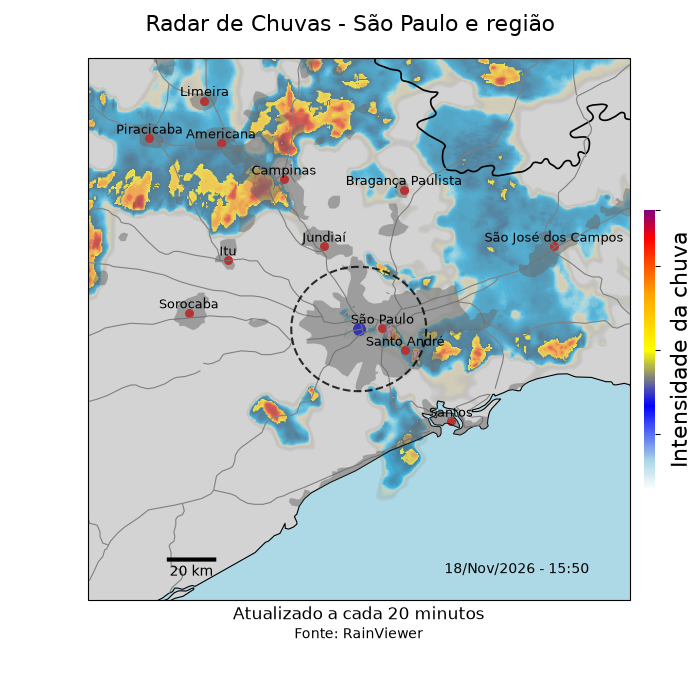 Radar de Chuvas - São Paulo e região
Limeira
Piracicaba
Americana
Campinas
Bragança Paulista
Jundiaí
São José dos Campos
Itu
Sorocaba
São Paulo
Santo André
Santos
Intensidade da chuva
20 km
18/Nov/2026 - 15:50
Atualizado a cada 20 minutos
Fonte: RainViewer